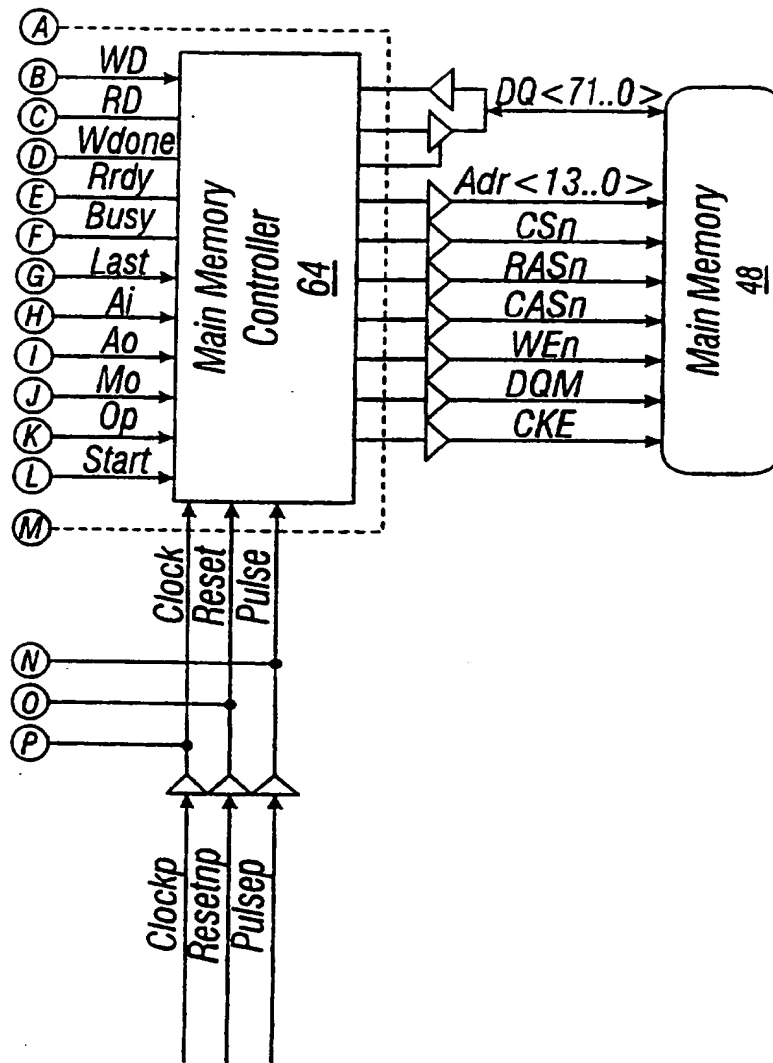 A
B WD
C RD
D Wdone
E Rrdy
F Busy
G Last
H Ai
I Ao
J Mo
K Op
L Start
M
Main Memory
Controller
64
DQ<71..0>
Adr<13..0>
CSn
RASn
CASn
WEn
DQM
CKE
Main Memory
48
Clock
Reset
Pulse
N
O
P
Clockp
Resetnp
Pulsep